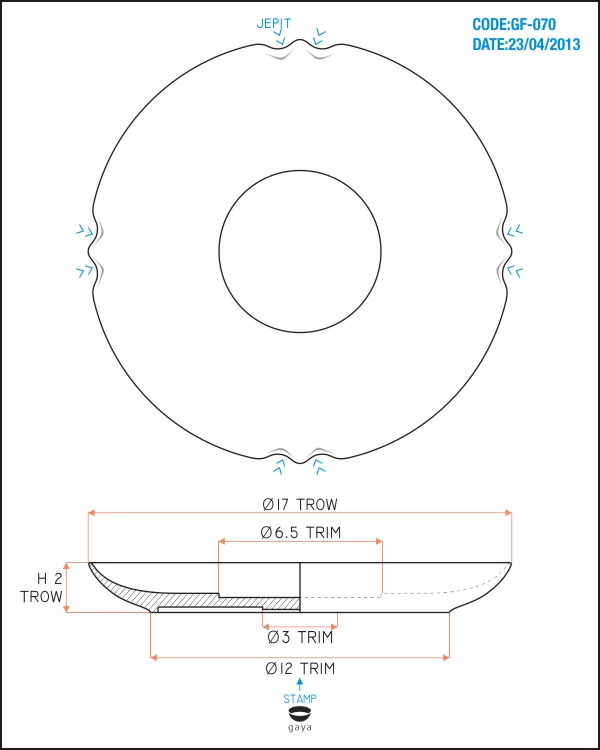 JEPIT
CODE:GF-070
DATE:23/04/2013
Ø17 TROW
Ø6.5 TRIM
H 2
TROW
Ø3 TRIM
Ø12 TRIM
STAMP
gaya